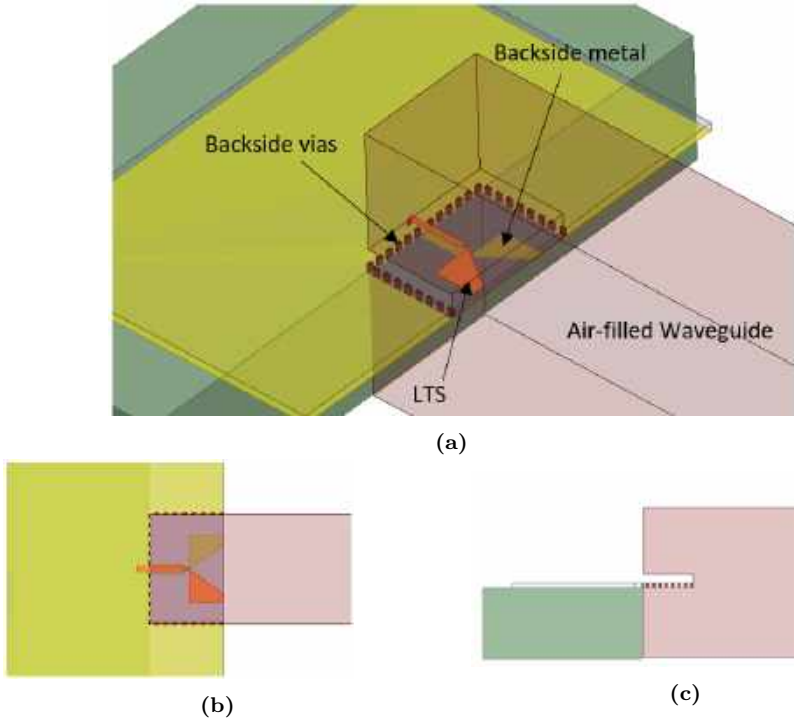 Backside metal
Backside vias
Air-filled Waveguide
LTS
(a)
(b)
(c)